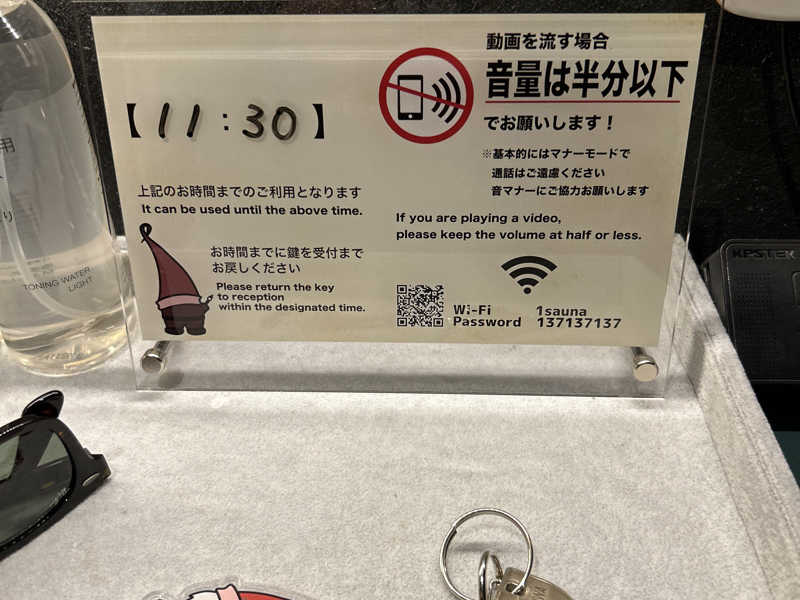 【11:30】
上記のお時間までのご利用となります
It can be used until the above time.
お時間までに鍵を受付まで
お戻しください
Please return the key
to reception
within the designated time.
動画を流す場合
音量は半分以下
でお願いします！
※基本的にはマナーモードで
通話はご遠慮ください
音マナーにご協力お願いします
If you are playing a video,
please keep the volume at half or less.
Wi-Fi 1sauna
Password 137137137
TONING WATER
LIGHT